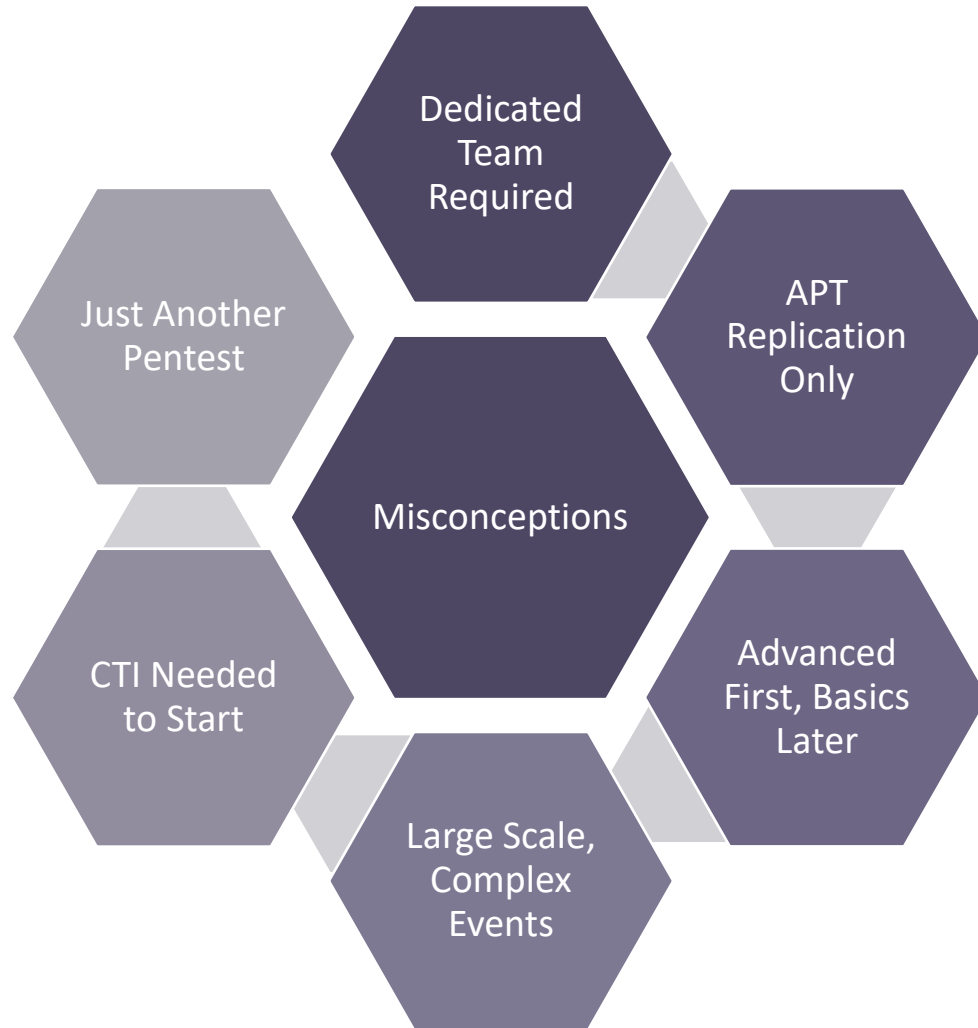 Dedicated
Team
Required
APT
Replication
Only
Advanced
First, Basics
Later
Large Scale,
Complex
Events
CTI Needed
to Start
Just Another
Pentest
Misconceptions